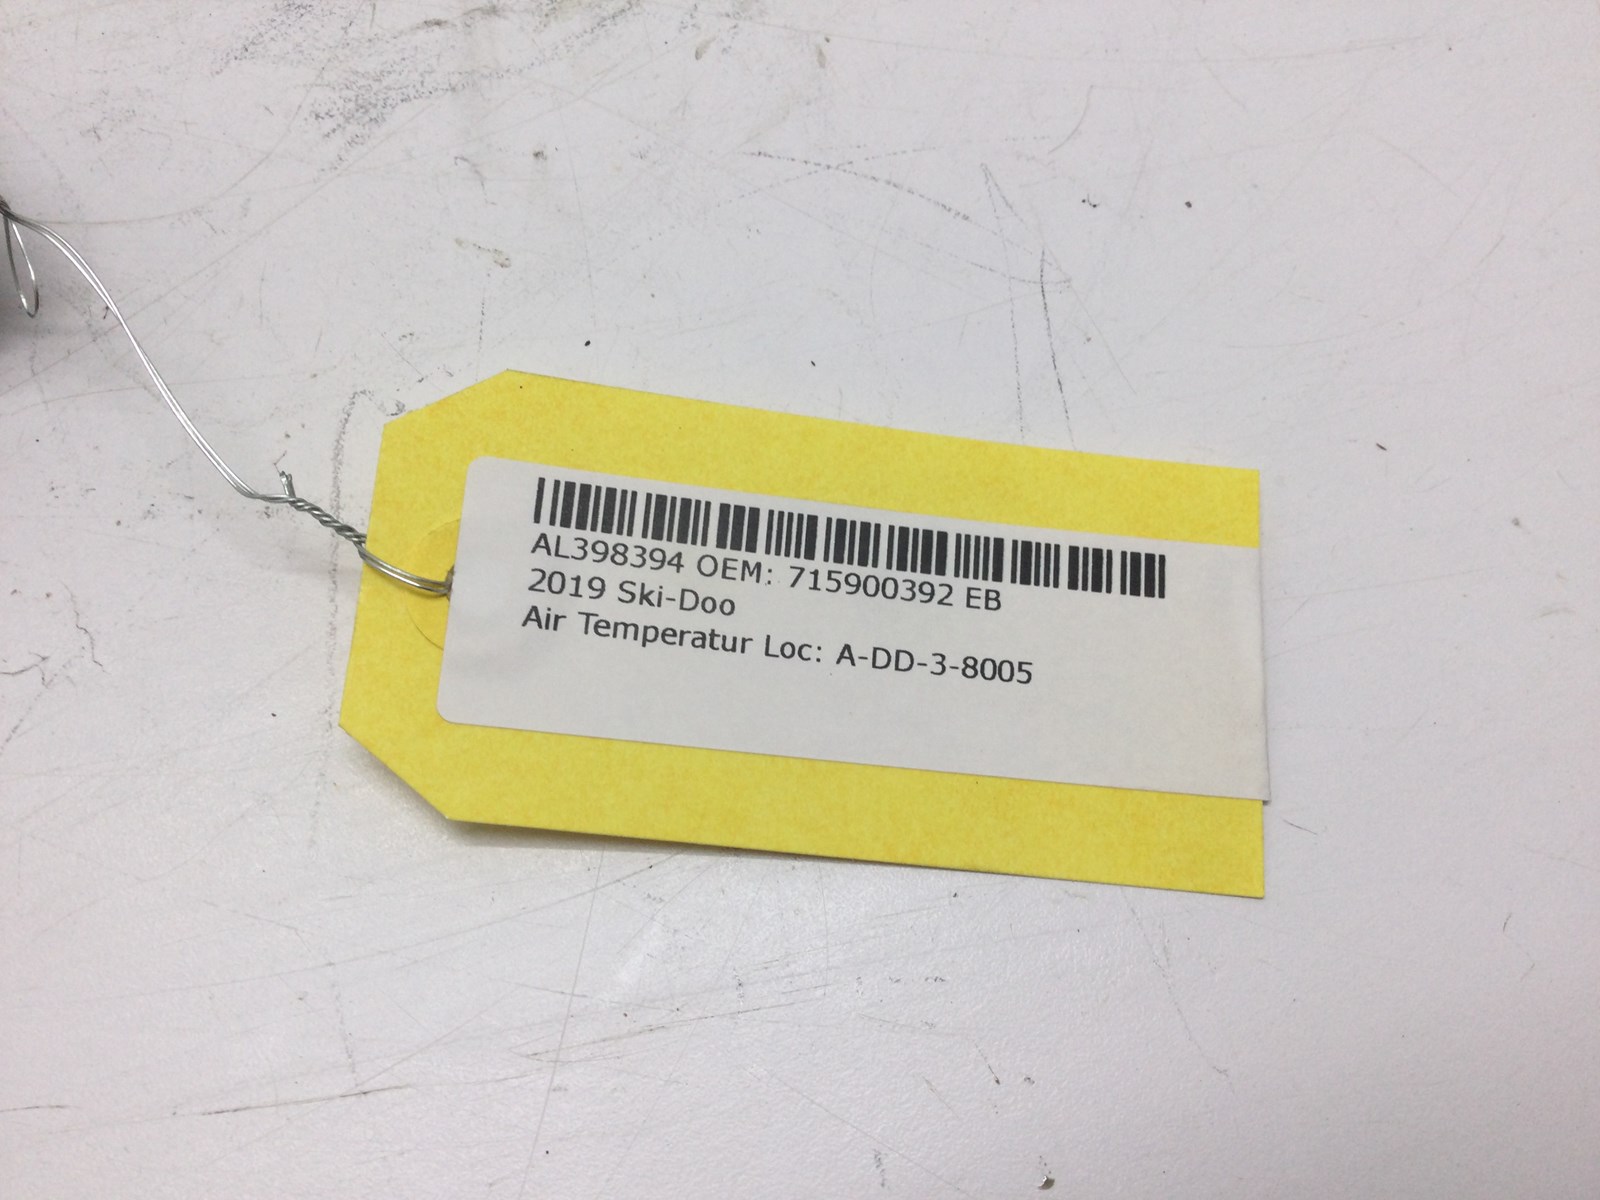 AL398394 OEM: 715900392 EB
2019 Ski-Doo
Air Temperatur Loc: A-DD-3-8005